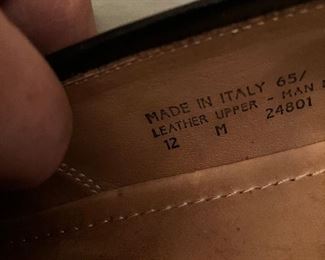 MADE IN ITALY 65/
LEATHER UPPER - MAN
12 M 24801